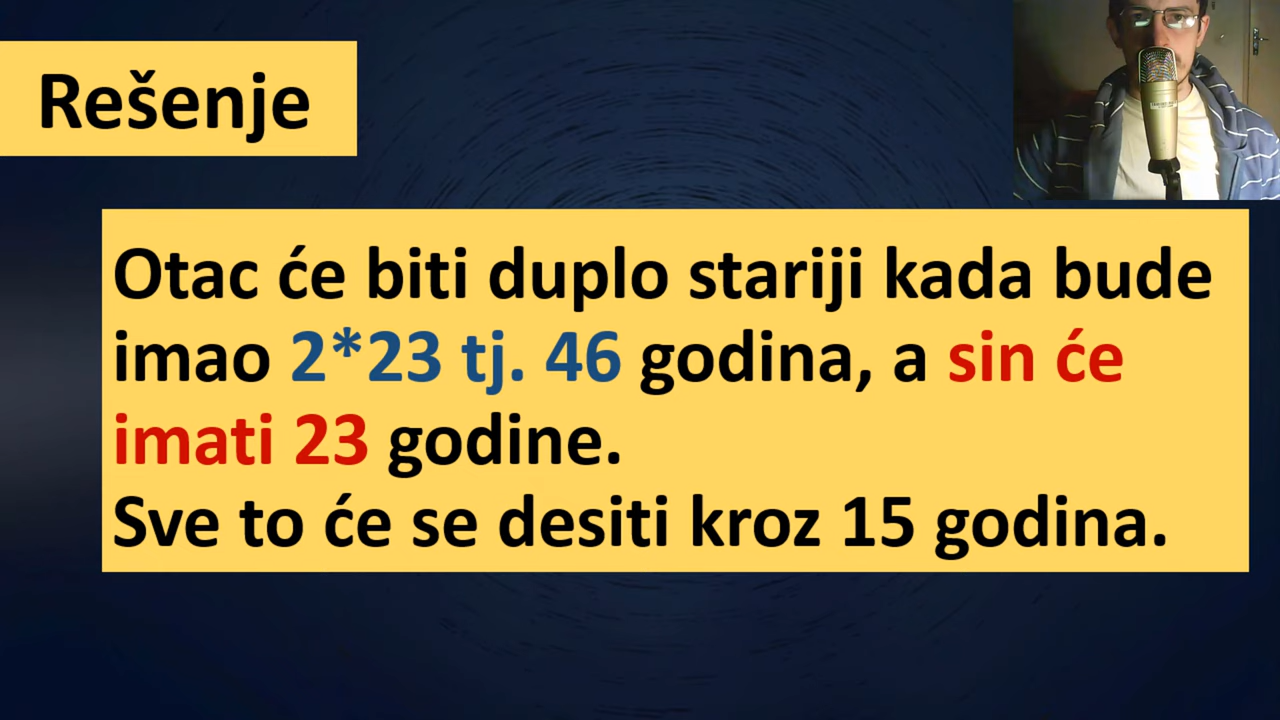 Rešenje
Otac će biti duplo stariji kada bude
imao 2*23 tj. 46 godina, a sin će
imati 23 godine.
Sve to će se desiti kroz 15 godina.